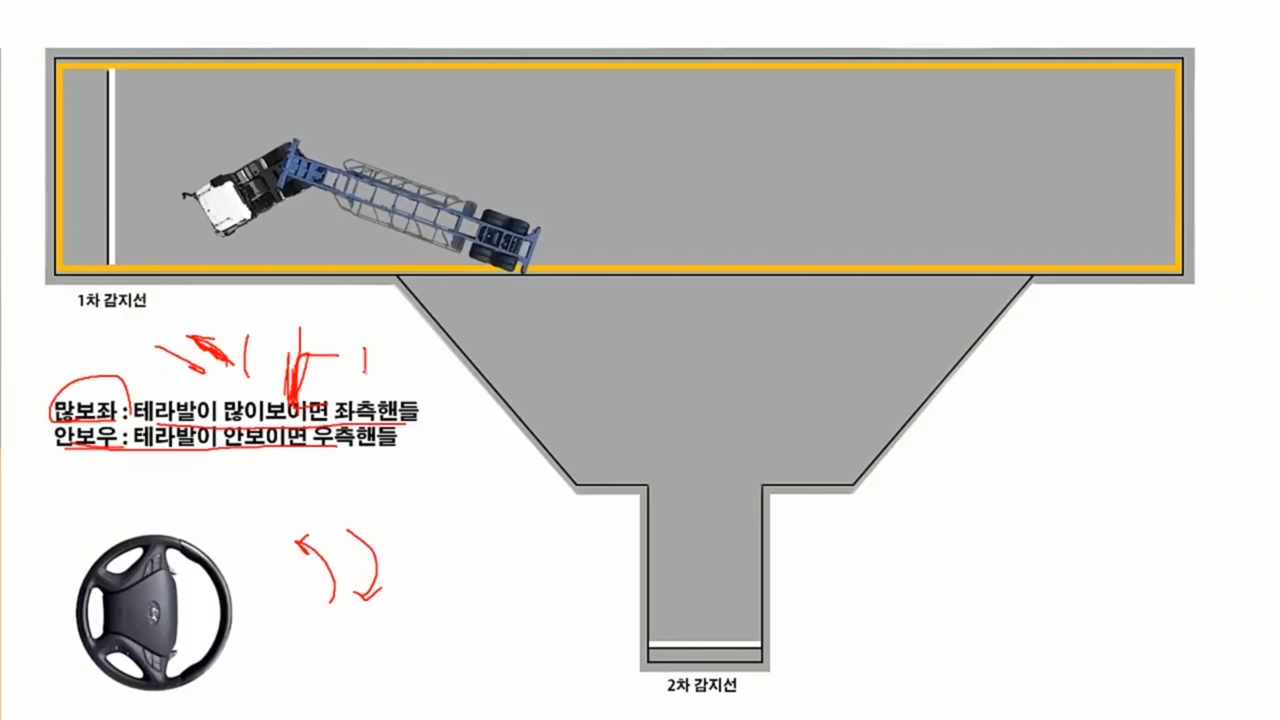 1차 감지선
많보좌 : 테라발이 많이보이면 좌측핸들
안보우 : 테라발이 안보이면 우측핸들
2차 감지선